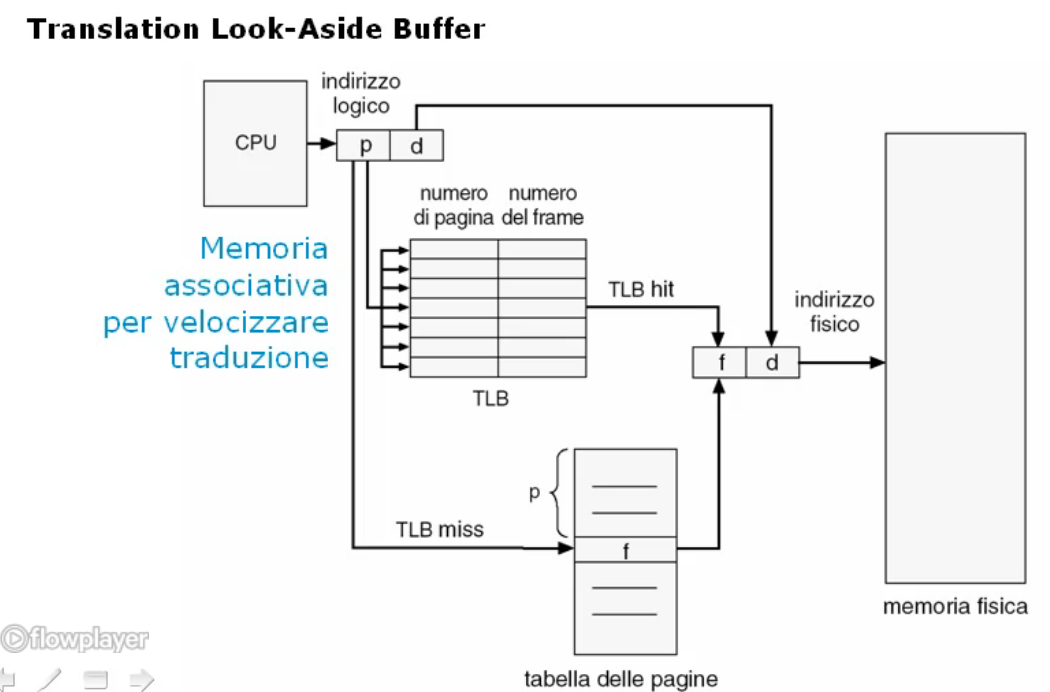 Translation Look-Aside Buffer
indirizzo
logico
CPU
p
d
numero
di pagina
numero
del frame
Memoria
associativa
per velocizzare
traduzione
TLB hit
indirizzo
fisico
f
d
TLB
p
TLB miss
f
memoria fisica
flowplayer
tabella delle pagine